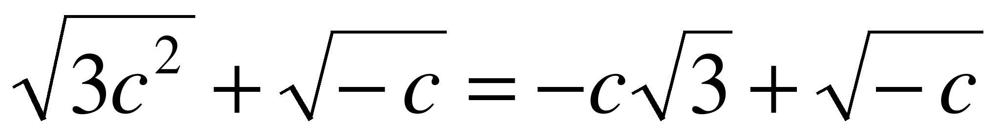 √3c² + √−c = −c√3 + √−c